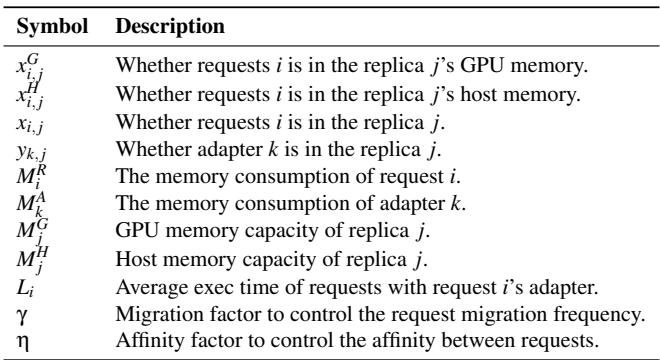 Symbol Description
x^G_{i,j} Whether requests i is in the replica j's GPU memory.
x^H_{i,j} Whether requests i is in the replica j's host memory.
x_{i,j} Whether requests i is in the replica j.
y_{k,j} Whether adapter k is in the replica j.
M^R_i The memory consumption of request i.
M^A_k The memory consumption of adapter k.
M^G_j GPU memory capacity of replica j.
M^H_j Host memory capacity of replica j.
L_i Average exec time of requests with request i's adapter.
γ Migration factor to control the request migration frequency.
η Affinity factor to control the affinity between requests.